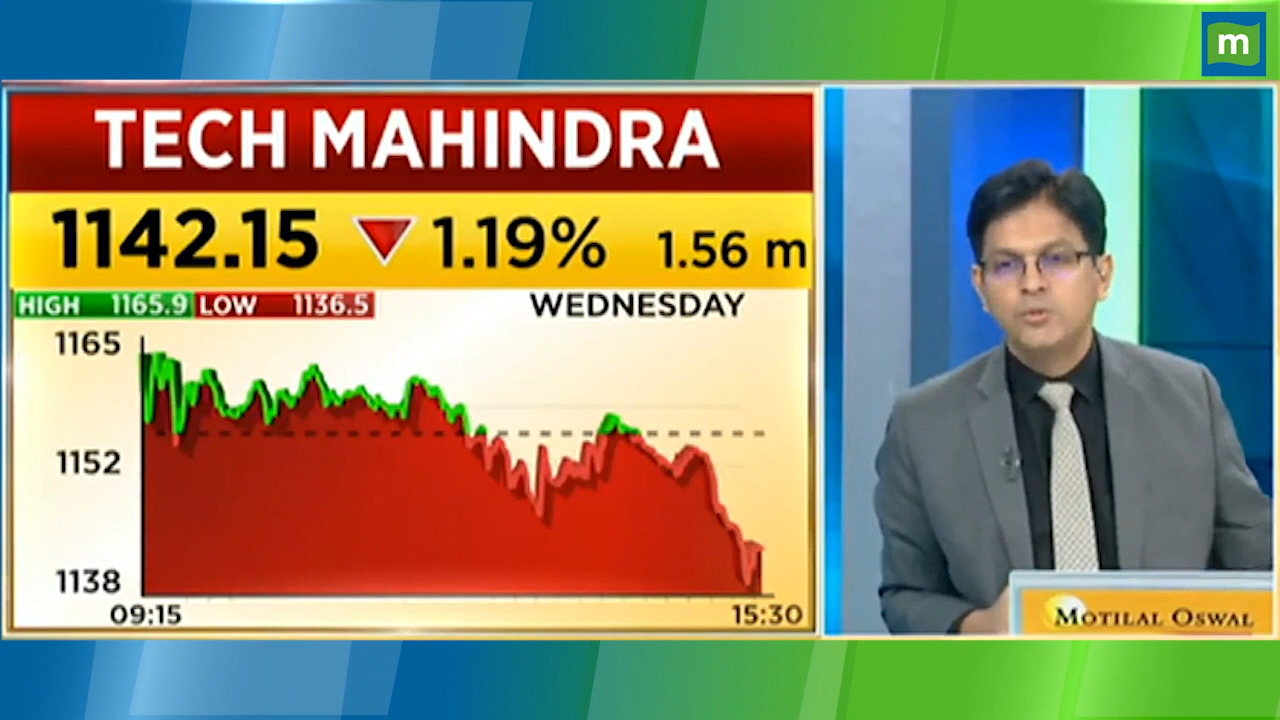 m
TECH MAHINDRA
1142.15 ▼ 1.19% 1.56 m
HIGH 1165.9 LOW 1136.5 WEDNESDAY
1165
1152
1138
09:15 15:30
MOTILAL OSWAL